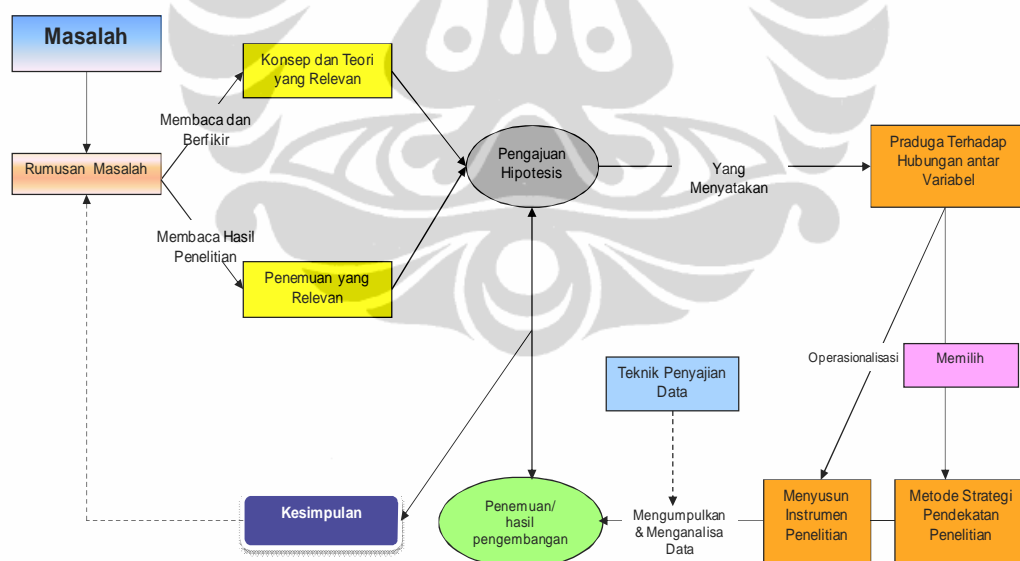 Masalah
Konsep dan Teori
yang Relevan
Membaca dan
Berfikir
Rumusan Masalah
Membaca Hasil
Penelitian
Penemuan yang
Relevan
Pengajuan
Hipotesis
Yang
Menyatakan
Praduga Terhadap
Hubungan antar
Variabel
Operasionalisasi
Memilih
Teknik Penyajian
Data
Kesimpulan
Penemuan/
hasil
pengembangan
Mengumpulkan
& Menganalisa
Data
Menyusun
Instrumen
Penelitian
Metode Strategi
Pendekatan
Penelitian